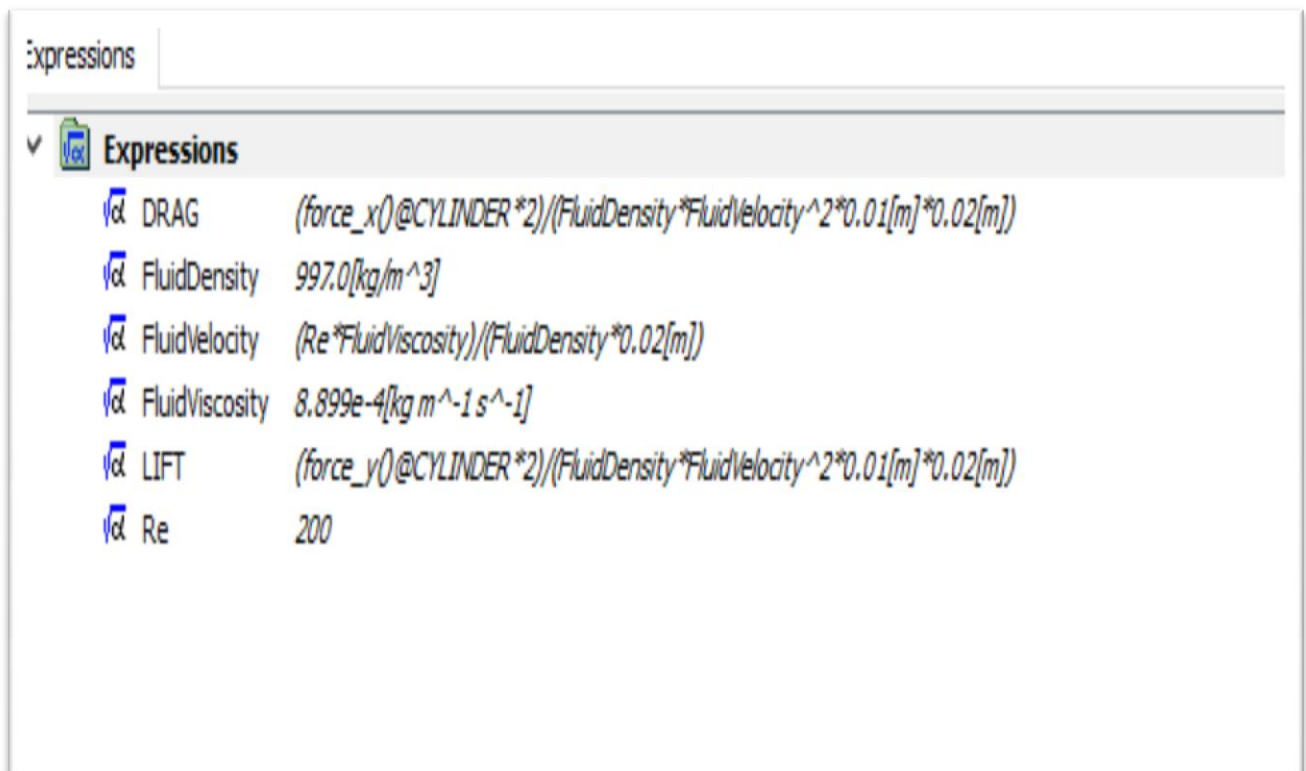 Expressions
Expressions
DRAG (force_x()@CYLINDER*2)/(FluidDensity*FluidVelocity^2*0.01[m]*0.02[m])
FluidDensity 997.0[kg/m^3]
FluidVelocity (Re*FluidViscosity)/(FluidDensity*0.02[m])
FluidViscosity 8.899e-4[kg m^-1 s^-1]
LIFT (force_y()@CYLINDER*2)/(FluidDensity*FluidVelocity^2*0.01[m]*0.02[m])
Re 200